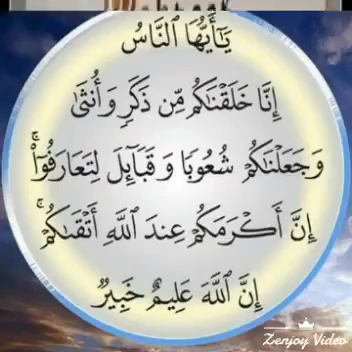 يَٰٓأَيُّهَا ٱلنَّاسُ
إِنَّا خَلَقْنَٰكُم مِّن ذَكَرٍ وَأُنثَىٰ
وَجَعَلْنَٰكُمْ شُعُوبًا وَقَبَآئِلَ لِتَعَارَفُوٓا۟ ۚ
إِنَّ أَكْرَمَكُمْ عِندَ ٱللَّهِ أَتْقَىٰكُمْ ۚ
إِنَّ ٱللَّهَ عَلِيمٌ خَبِيرٌ
Zenjoy Video